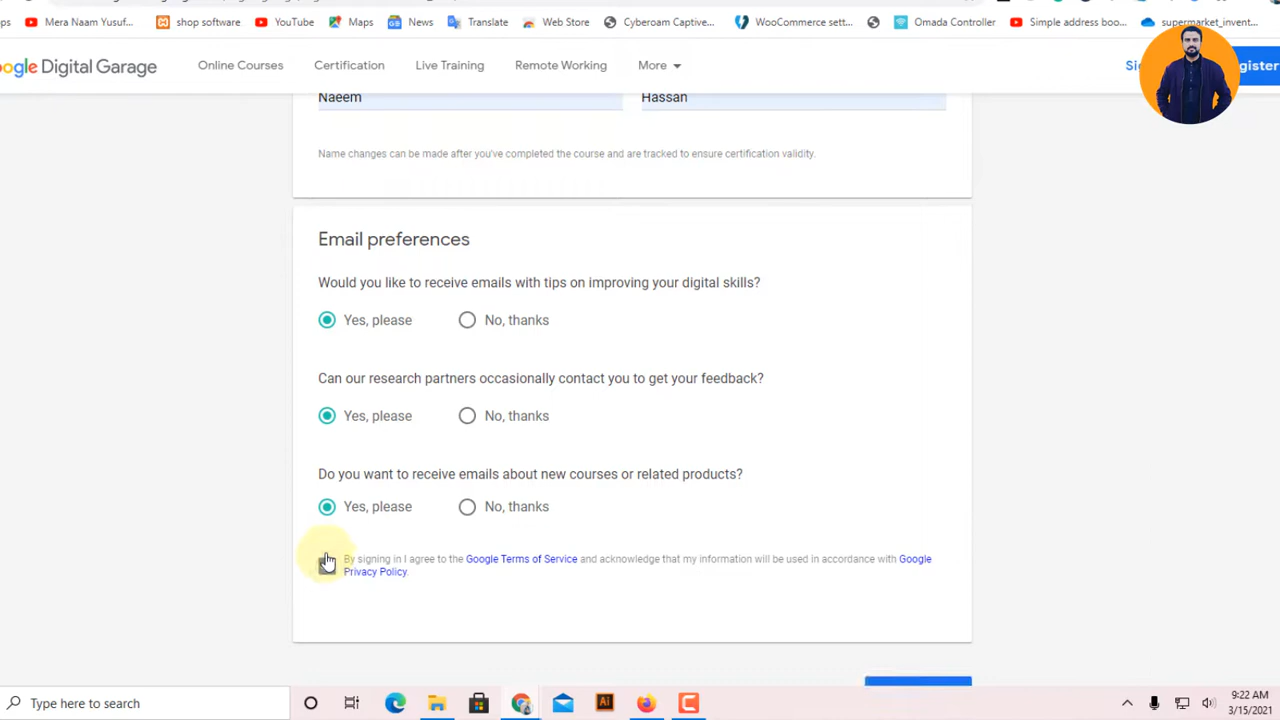 shop software
Mera Naam Yusuf...
YouTube
Maps
News
Translate
Web Store
Cyberoam Captive...
WooCommerce sett...
Omada Controller
Simple address boo...
supermarket_invent...
ogle Digital Garage
Online Courses
Certification
Live Training
Remote Working
More
gister
Naeem
Hassan
Name changes can be made after you've completed the course and are tracked to ensure certification validity.
Email preferences
Would you like to receive emails with tips on improving your digital skills?
Yes, please
No, thanks
Can our research partners occasionally contact you to get your feedback?
Yes, please
No, thanks
Do you want to receive emails about new courses or related products?
Yes, please
No, thanks
By signing in I agree to the Google Terms of Service and acknowledge that my information will be used in accordance with Google
Privacy Policy.
Type here to search
Ai
9:22 AM
3/15/2021